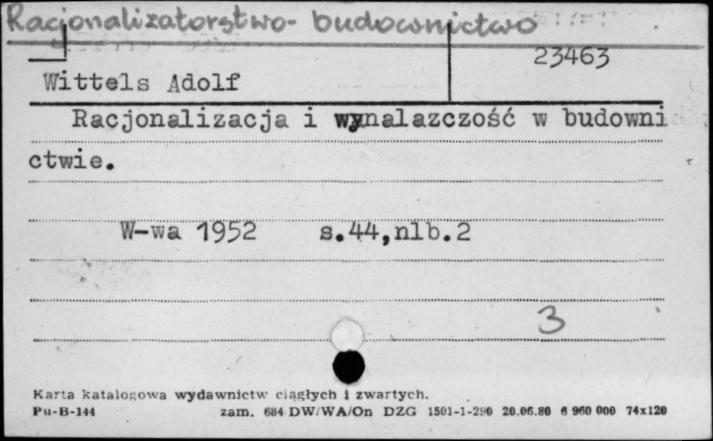 Racjonalizatorstwo- budownictwo
23463
Wittels Adolf
Racjonalizacja i wynalazczość w budowni
ctwie.
W-wa 1952 s.44,nlb.2
3
Karta katalogowa wydawnictw ciągłych i zwartych.
Pu-B-144 zam. 684 DW/WA/On DZG 1501-1-290 20.06.80 6 960 000 74x120